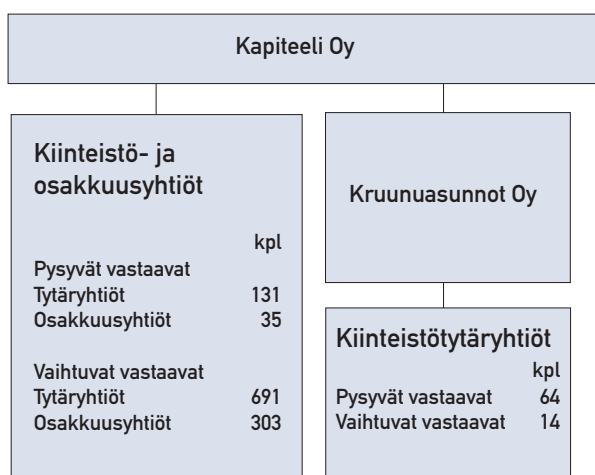 Kapiteeli Oy
Kiinteistö- ja
osakkuusyhtiöt
kpl
Pysyvät vastaavat
Tytäryhtiöt 131
Osakkuusyhtiöt 35
Vaihtuvat vastaavat
Tytäryhtiöt 691
Osakkuusyhtiöt 303
Kruunuasunnot Oy
Kiinteistötytäryhtiöt
kpl
Pysyvät vastaavat 64
Vaihtuvat vastaavat 14